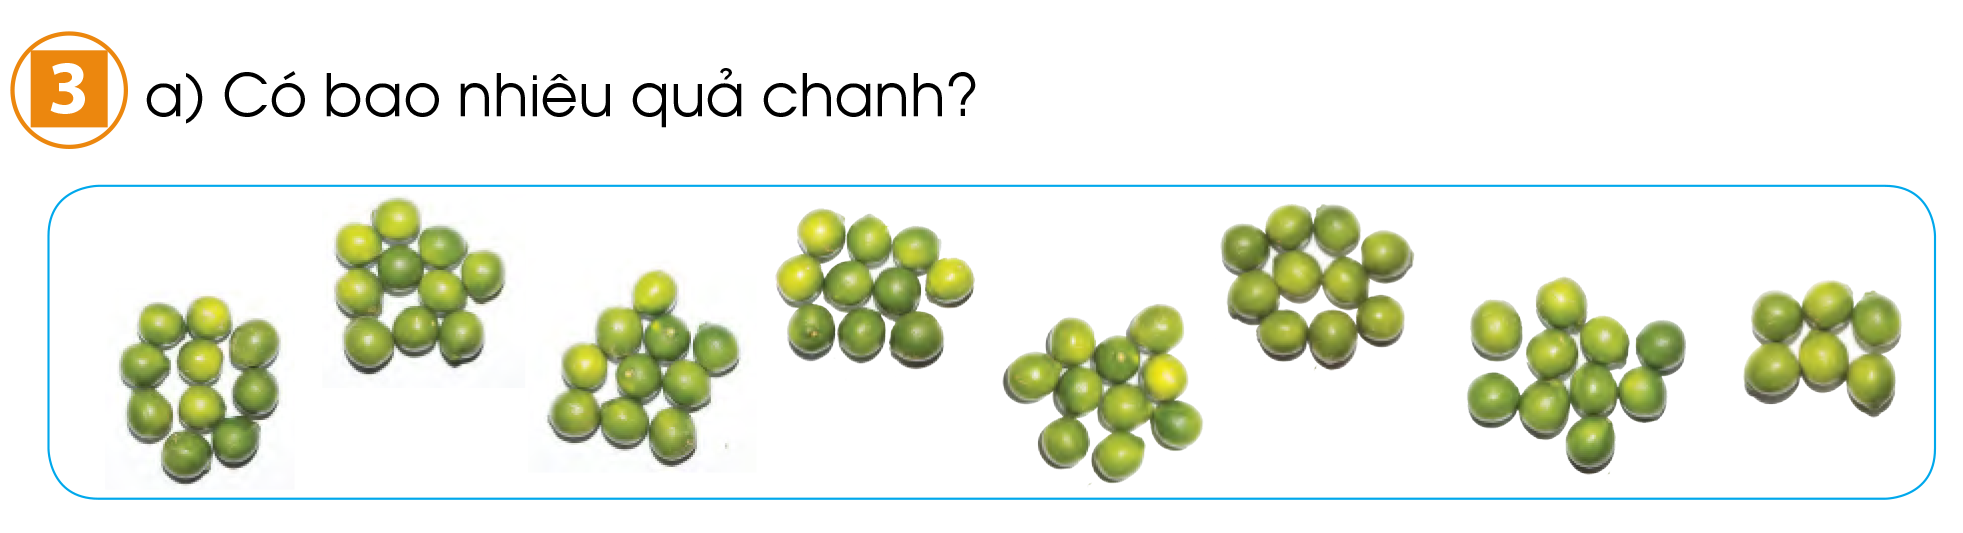 3 a) Có bao nhiêu quả chanh?